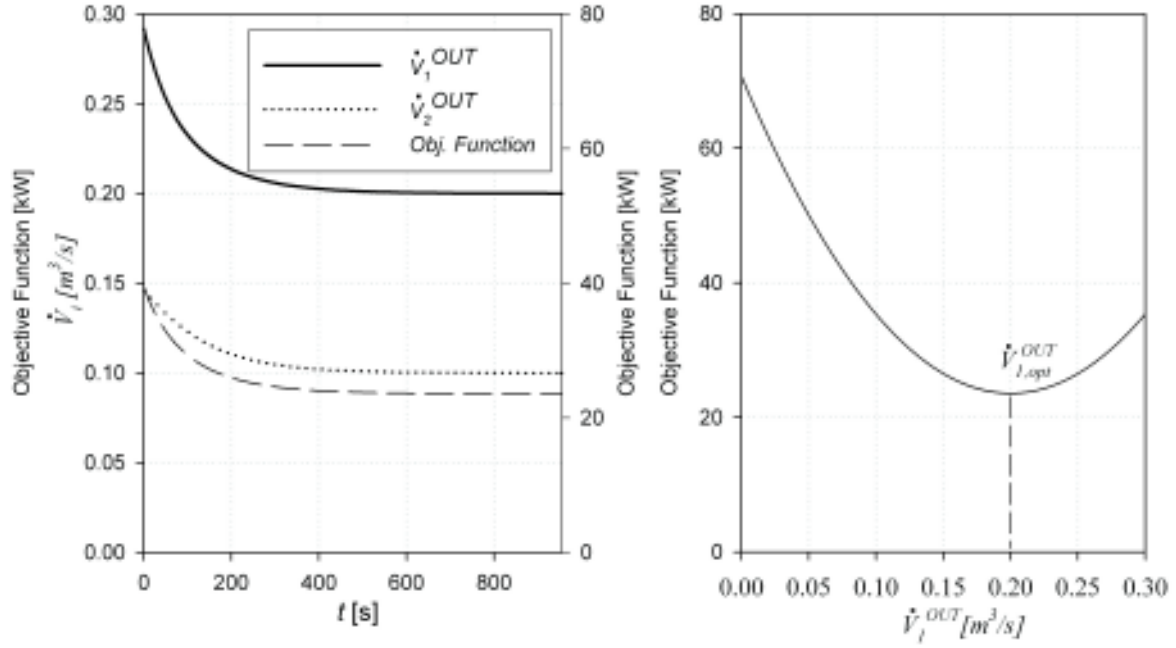 Objective Function [kW]
V̇ᵢ [m³/s]
0.30
0.25
0.20
0.15
0.10
0.05
0.00
V̇₁ᴼᵁᵀ
V̇₂ᴼᵁᵀ
Obj. Function
80
60
40
20
0
Objective Function [kW]
0 200 400 600 800
t [s]
Objective Function [kW]
80
60
40
20
0
V̇₁,ₒₚₜᴼᵁᵀ
0.00 0.05 0.10 0.15 0.20 0.25 0.30
V̇₁ᴼᵁᵀ[m³/s]